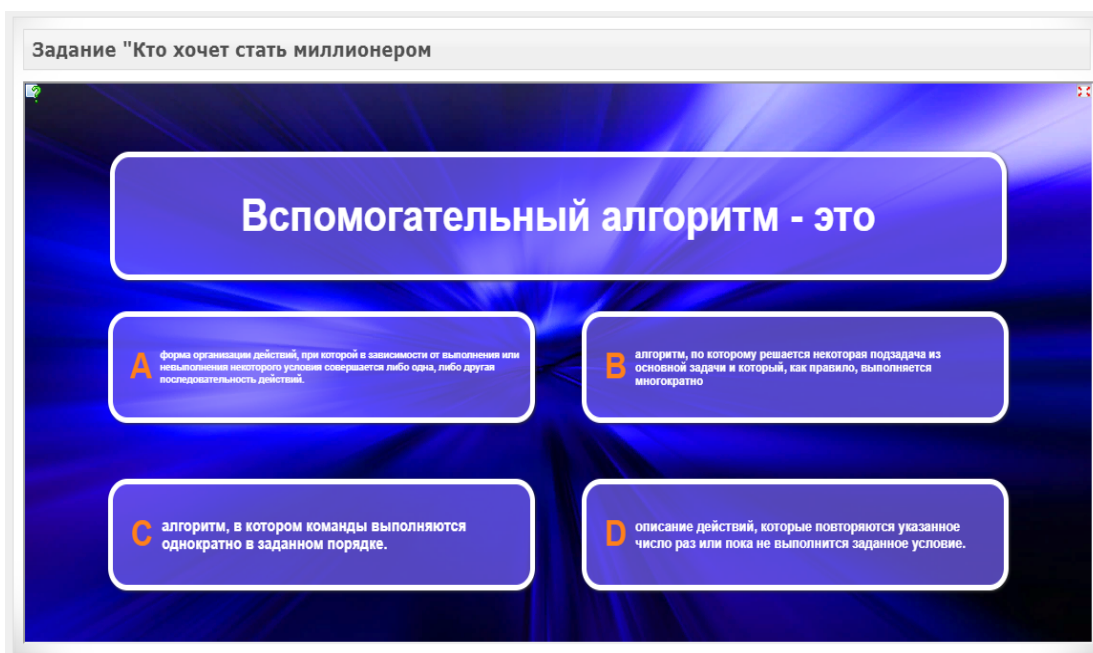 Задание "Кто хочет стать миллионером
Вспомогательный алгоритм - это
A
форма организации действий, при которой в зависимости от выполнения или
невыполнения некоторого условия совершается либо одна, либо другая
последовательность действий.
B
алгоритм, по которому решается некоторая подзадача из
основной задачи и который, как правило, выполняется
многократно
C
алгоритм, в котором команды выполняются
однократно в заданном порядке.
D
описание действий, которые повторяются указанное
число раз или пока не выполнится заданное условие.